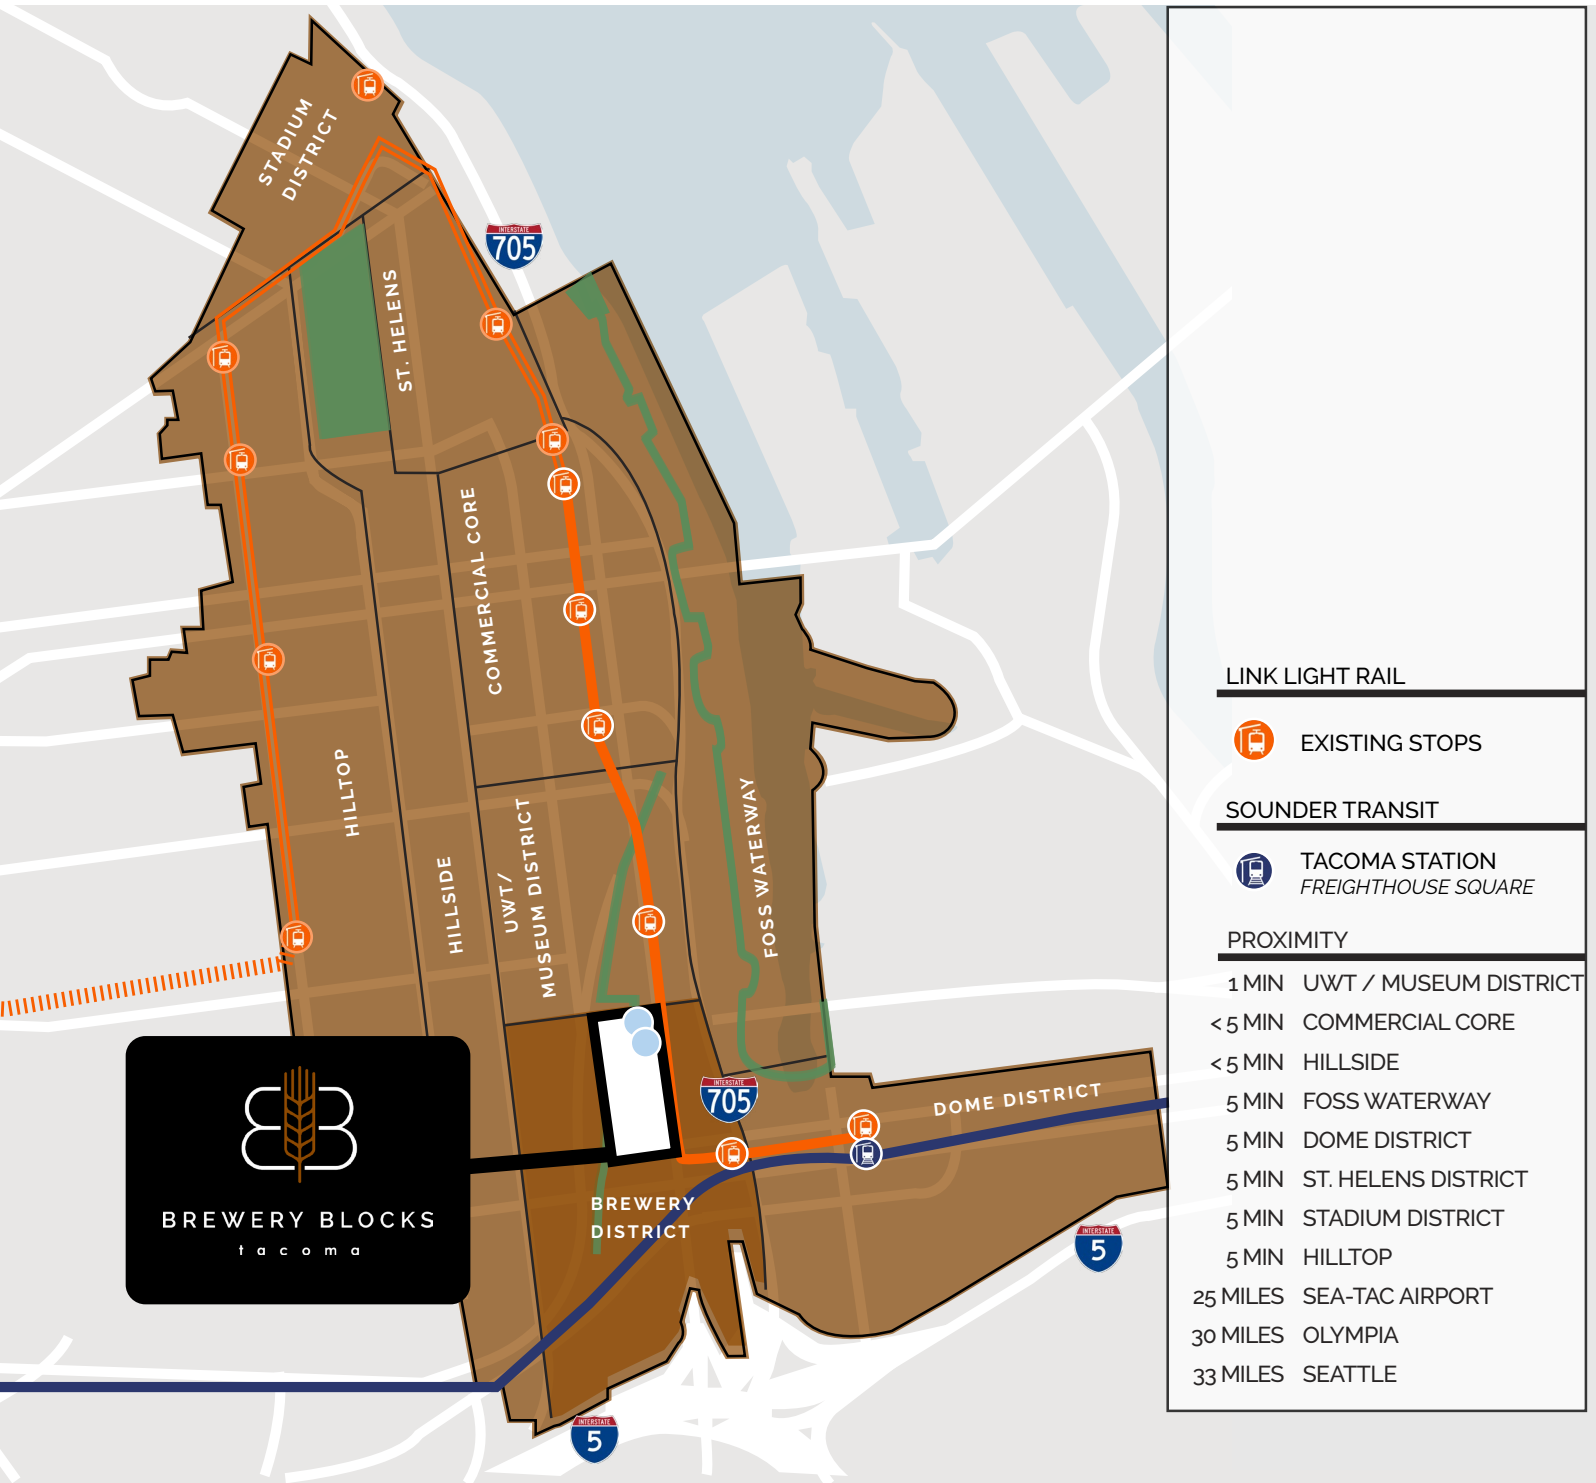 STADIUM
DISTRICT
INTERSTATE
705
ST. HELENS
COMMERCIAL CORE
HILLTOP
HILLSIDE
UWT/
MUSEUM DISTRICT
FOSS WATERWAY
INTERSTATE
705
DOME DISTRICT
BREWERY
DISTRICT
BREWERY BLOCKS
tacoma
INTERSTATE
5
INTERSTATE
5
LINK LIGHT RAIL
EXISTING STOPS
SOUNDER TRANSIT
TACOMA STATION
FREIGHTHOUSE SQUARE
PROXIMITY
1 MIN UWT / MUSEUM DISTRICT
< 5 MIN COMMERCIAL CORE
< 5 MIN HILLSIDE
5 MIN FOSS WATERWAY
5 MIN DOME DISTRICT
5 MIN ST. HELENS DISTRICT
5 MIN STADIUM DISTRICT
5 MIN HILLTOP
25 MILES SEA-TAC AIRPORT
30 MILES OLYMPIA
33 MILES SEATTLE